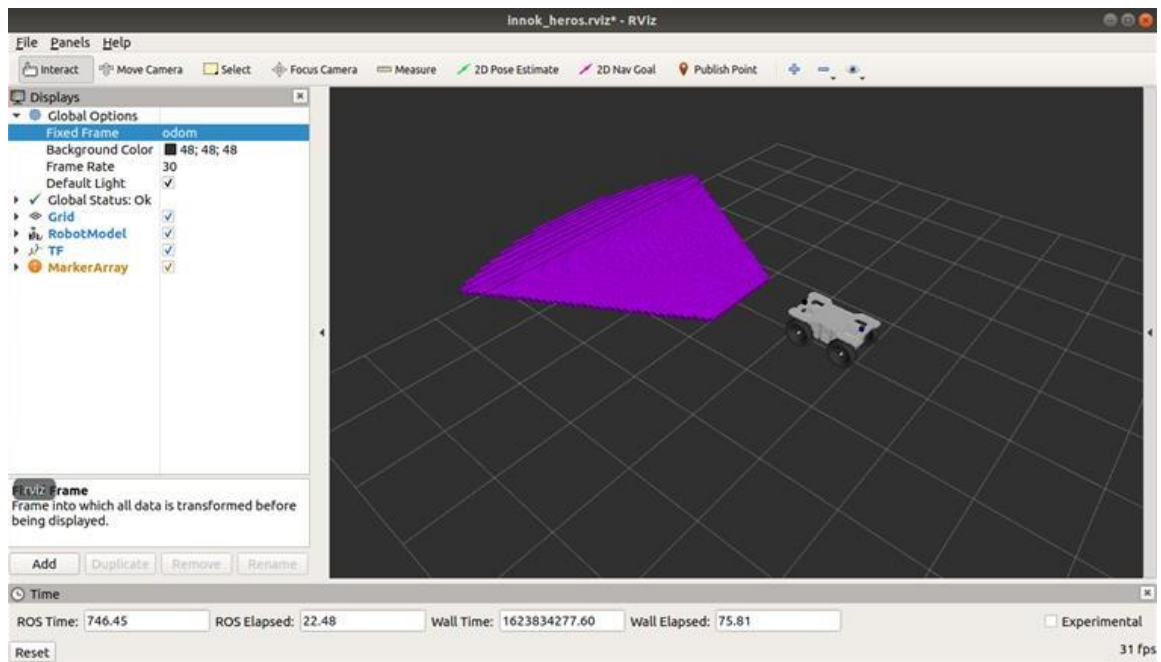 innok_heros.rviz* - RViz
File Panels Help
Interact Move Camera Select Focus Camera Measure 2D Pose Estimate 2D Nav Goal Publish Point
Displays
Global Options
Fixed Frame odom
Background Color 48; 48; 48
Frame Rate 30
Default Light
Global Status: Ok
Grid
RobotModel
TF
MarkerArray
rviz Frame
Frame into which all data is transformed before
being displayed.
Add Duplicate Remove Rename
Time
ROS Time: 746.45 ROS Elapsed: 22.48 Wall Time: 1623834277.60 Wall Elapsed: 75.81 Experimental
Reset 31 fps